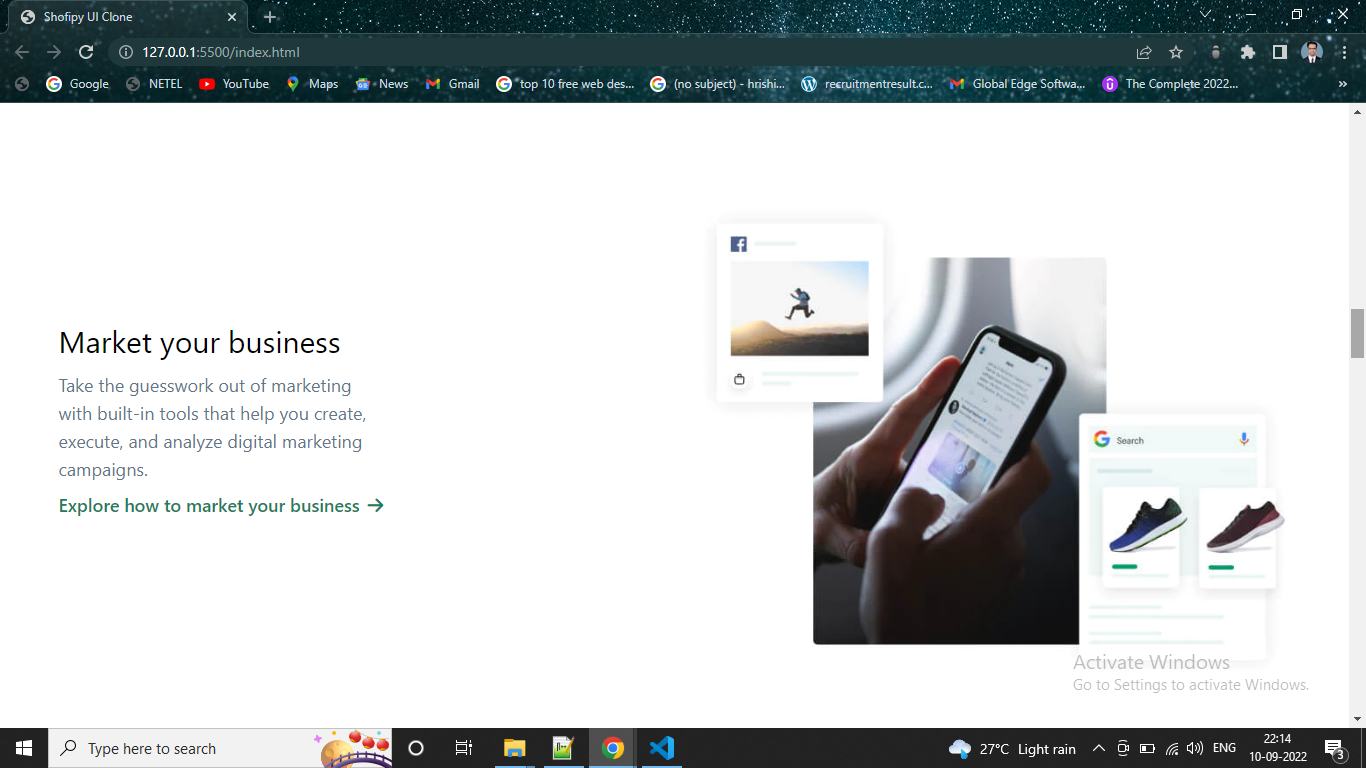 Shofipy UI Clone
127.0.0.1:5500/index.html
Google
NETEL
YouTube
Maps
News
Gmail
top 10 free web des...
(no subject) - hrishi...
recruitmentresult.c...
Global Edge Softwa...
The Complete 2022...
»
Market your business
Take the guesswork out of marketing
with built-in tools that help you create,
execute, and analyze digital marketing
campaigns.
Explore how to market your business →
Search
Activate Windows
Go to Settings to activate Windows.
Type here to search
27°C Light rain
ENG
22:14
10-09-2022
3